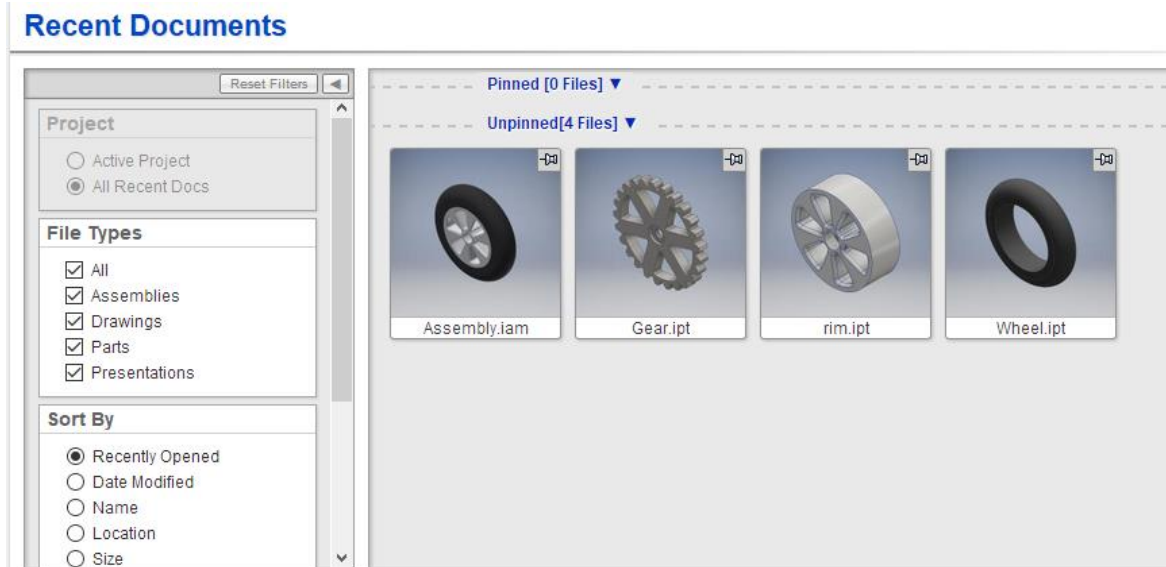 Recent Documents
Reset Filters
Project
Active Project
All Recent Docs
File Types
All
Assemblies
Drawings
Parts
Presentations
Sort By
Recently Opened
Date Modified
Name
Location
Size
Pinned [0 Files] ▼
Unpinned[4 Files] ▼
Assembly.iam
Gear.ipt
rim.ipt
Wheel.ipt